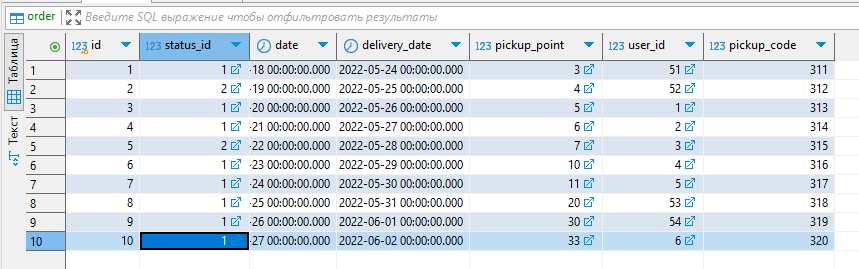 order Введите SQL выражение чтобы отфильтровать результаты
Таблица
Текст
123 id 123 status_id date delivery_date 123 pickup_point 123 user_id 123 pickup_code
1 1 1 -18 00:00:00.000 2022-05-24 00:00:00.000 3 51 311
2 2 2 -19 00:00:00.000 2022-05-25 00:00:00.000 4 52 312
3 3 1 -20 00:00:00.000 2022-05-26 00:00:00.000 5 1 313
4 4 1 -21 00:00:00.000 2022-05-27 00:00:00.000 6 2 314
5 5 2 -22 00:00:00.000 2022-05-28 00:00:00.000 7 3 315
6 6 1 -23 00:00:00.000 2022-05-29 00:00:00.000 10 4 316
7 7 1 -24 00:00:00.000 2022-05-30 00:00:00.000 11 5 317
8 8 1 -25 00:00:00.000 2022-05-31 00:00:00.000 20 53 318
9 9 1 -26 00:00:00.000 2022-06-01 00:00:00.000 30 54 319
10 10 1 -27 00:00:00.000 2022-06-02 00:00:00.000 33 6 320